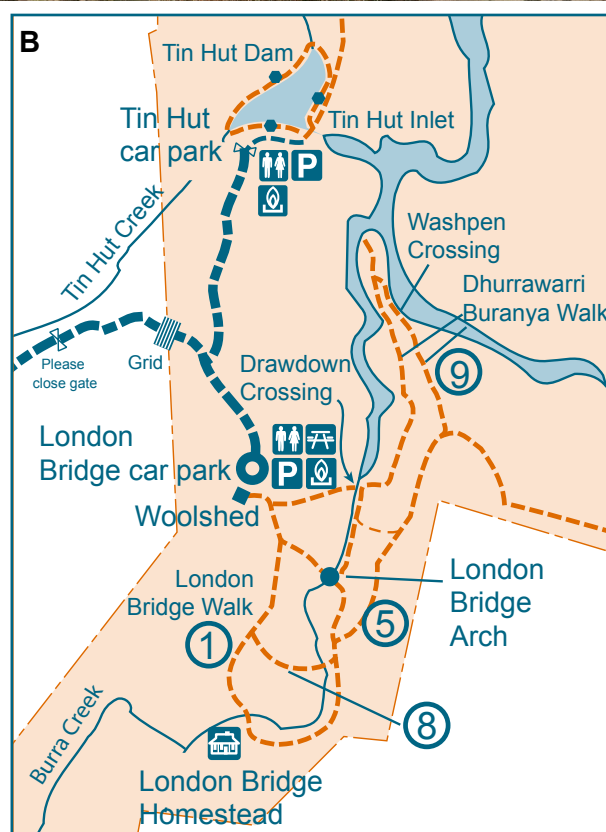 B
Tin Hut Dam
Tin Hut
car park
Tin Hut Inlet
P
Tin Hut Creek
Washpen
Crossing
Dhurrawarri
Buranya Walk
Please
close gate
Grid
Drawdown
Crossing
9
London
Bridge car park
P
Woolshed
London
Bridge Walk
London
Bridge
Arch
1
5
8
Burra Creek
London Bridge
Homestead